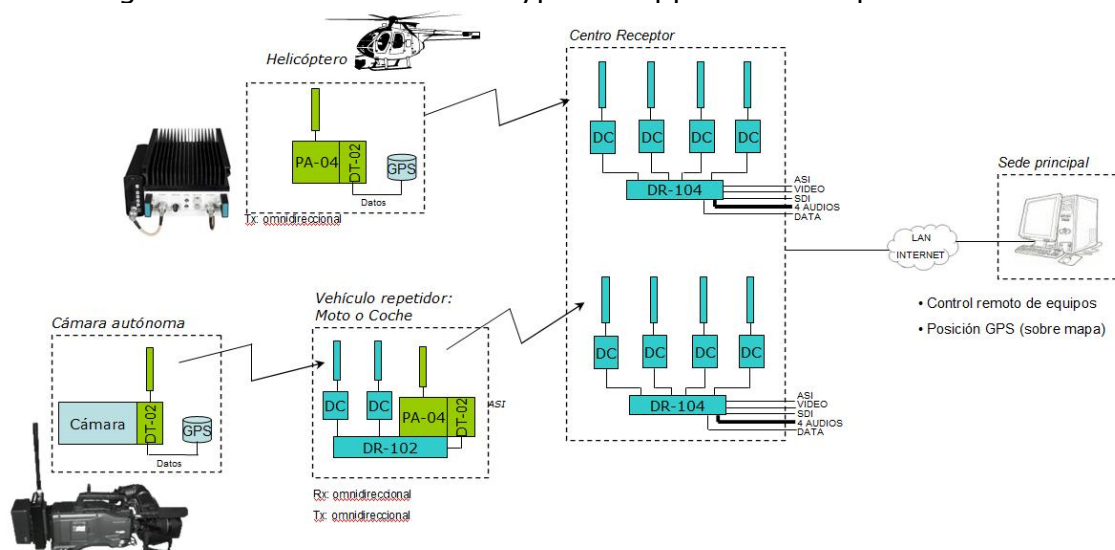 Helicóptero
PA-04
DT-02
GPS
Datos
Tx: omnidireccional
Centro Receptor
DC
DC
DC
DC
DR-104
ASI
VIDEO
SDI
4 AUDIOS
DATA
Sede principal
LAN
INTERNET
• Control remoto de equipos
• Posición GPS (sobre mapa)
Cámara autónoma
Cámara
DT-02
GPS
Datos
Vehículo repetidor:
Moto o Coche
DC
DC
PA-04
DT-02
ASI
DR-102
Rx: omnidireccional
Tx: omnidireccional
DC
DC
DC
DC
DR-104
ASI
VIDEO
SDI
4 AUDIOS
DATA